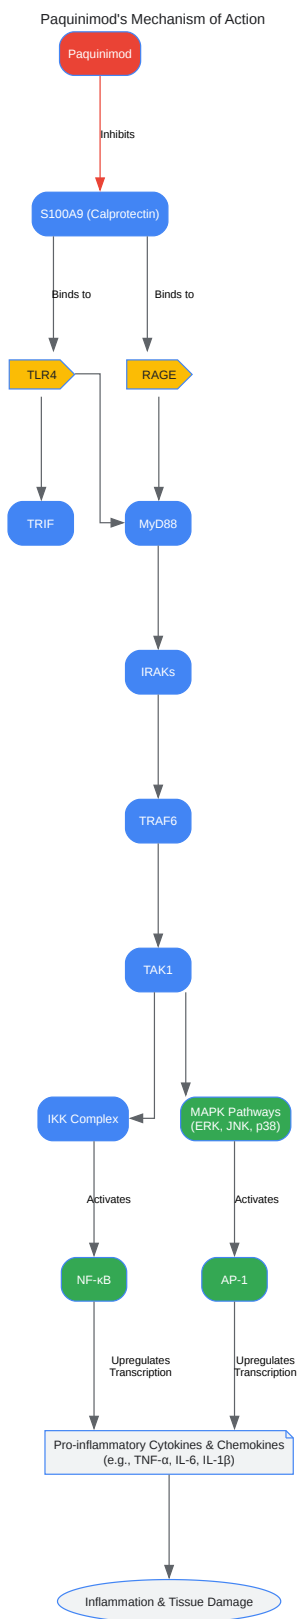 Paquinimod's Mechanism of Action
Paquinimod
Inhibits
S100A9 (Calprotectin)
Binds to
Binds to
TLR4
RAGE
TRIF
MyD88
IRAKs
TRAF6
TAK1
IKK Complex
MAPK Pathways
(ERK, JNK, p38)
Activates
Activates
NF-κB
AP-1
Upregulates
Transcription
Upregulates
Transcription
Pro-inflammatory Cytokines & Chemokines
(e.g., TNF-α, IL-6, IL-1β)
Inflammation & Tissue Damage